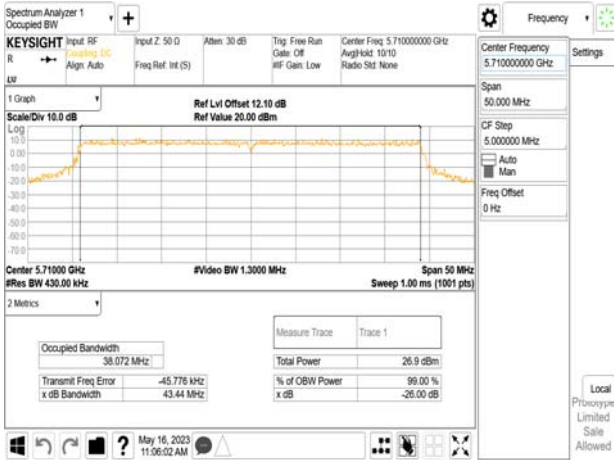 Spectrum Analyzer 1
Occupied BW
+
Frequency
KEYSIGHT
R
LXI
Input: RF
Coupling: DC
Align: Auto
Input Z: 50 Ω
Freq Ref: Int (S)
Atten: 30 dB
Trig: Free Run
Gate: Off
#IF Gain: Low
Center Freq: 5.710000000 GHz
Avg|Hold: 10/10
Radio Std: None
Center Frequency
5.710000000 GHz
Settings
Span
50.000 MHz
CF Step
5.000000 MHz
Auto
Man
Freq Offset
0 Hz
1 Graph
Scale/Div 10.0 dB
Ref Lvl Offset 12.10 dB
Ref Value 20.00 dBm
Log
10.0
0.00
-10.0
-20.0
-30.0
-40.0
-50.0
-60.0
-70.0
Center 5.71000 GHz
#Res BW 430.00 kHz
#Video BW 1.3000 MHz
Span 50 MHz
Sweep 1.00 ms (1001 pts)
2 Metrics
Measure Trace
Trace 1
Occupied Bandwidth
38.072 MHz
Total Power
26.9 dBm
Transmit Freq Error
-45.776 kHz
% of OBW Power
99.00 %
x dB Bandwidth
43.44 MHz
x dB
-26.00 dB
Local
Prototype
Limited
Sale
Allowed
?
May 16, 2023
11:06:02 AM